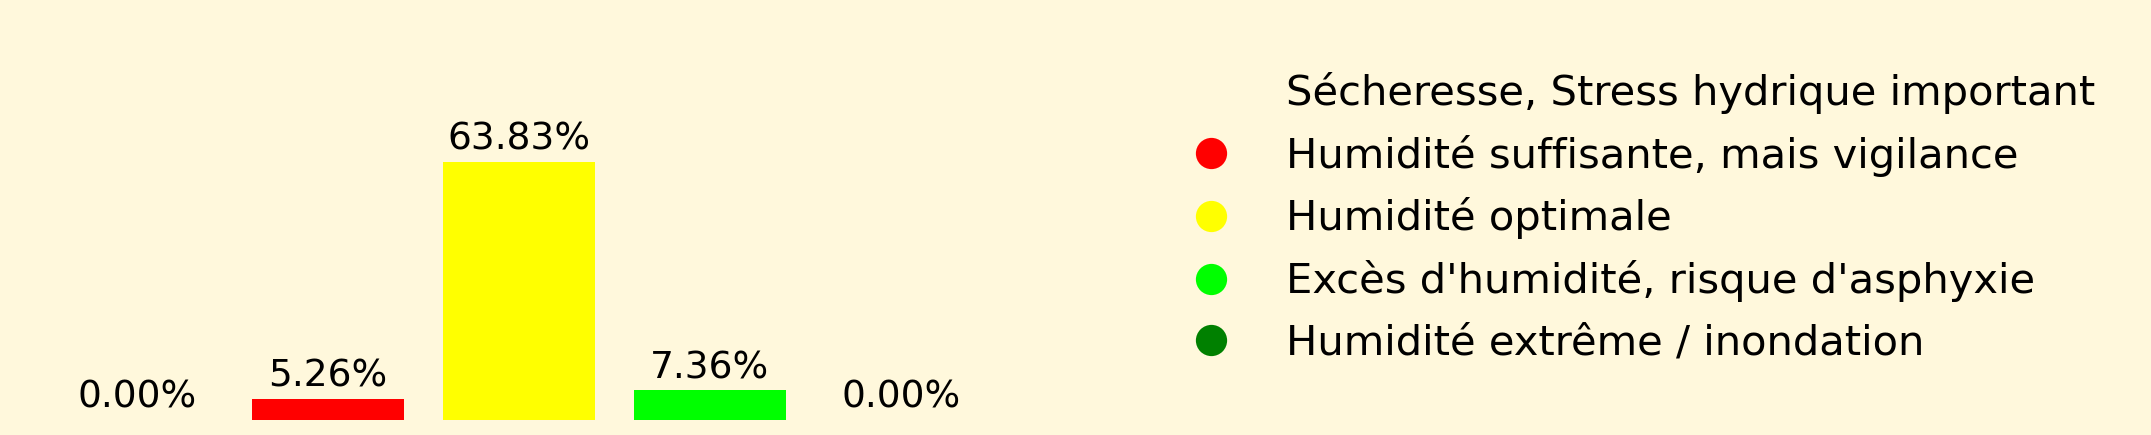 63.83%
5.26%
7.36%
0.00%
0.00%
Sécheresse, Stress hydrique important
Humidité suffisante, mais vigilance
Humidité optimale
Excès d'humidité, risque d'asphyxie
Humidité extrême / inondation